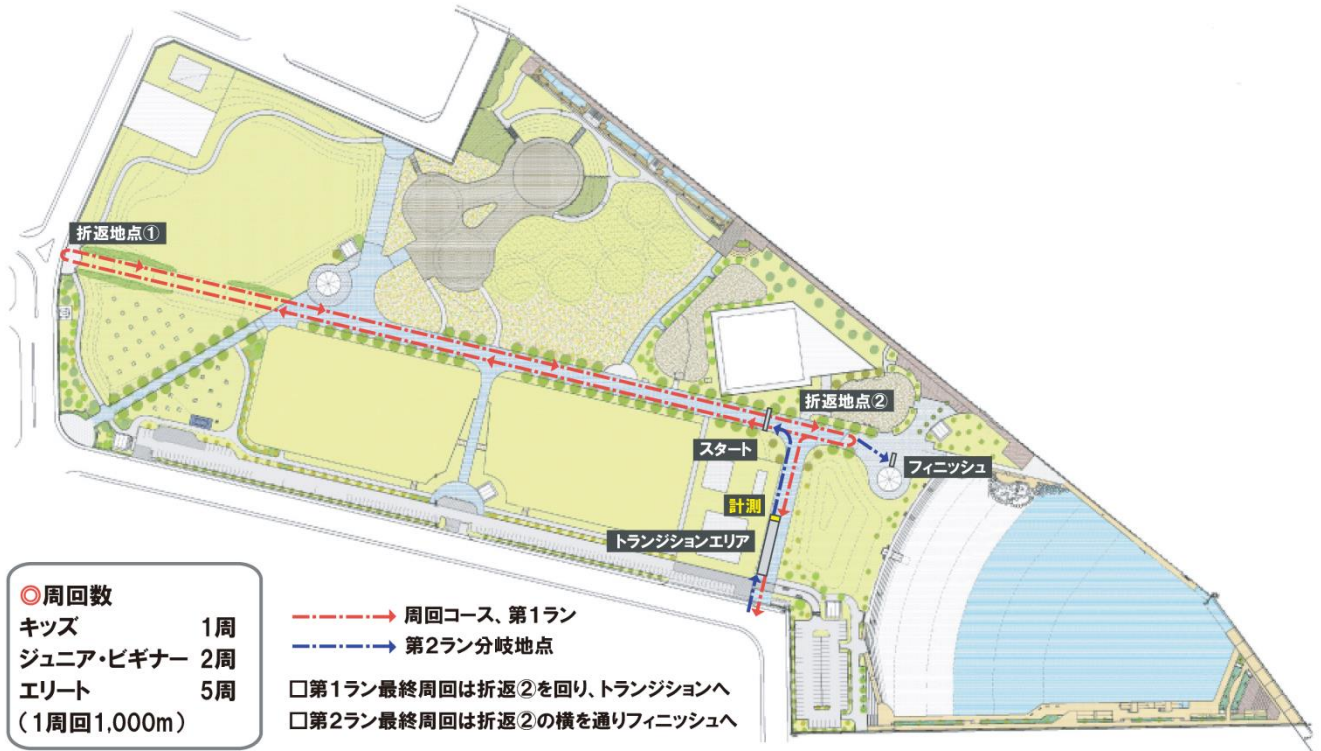 折返地点①
折返地点②
スタート
フィニッシュ
計測
トランジションエリア
◎周回数
キッズ 1周
ジュニア・ビギナー 2周
エリート 5周
(1周回1,000m)
周回コース、第1ラン
第2ラン分岐地点
□第1ラン最終周回は折返②を回り、トランジションへ
□第2ラン最終周回は折返②の横を通りフィニッシュへ